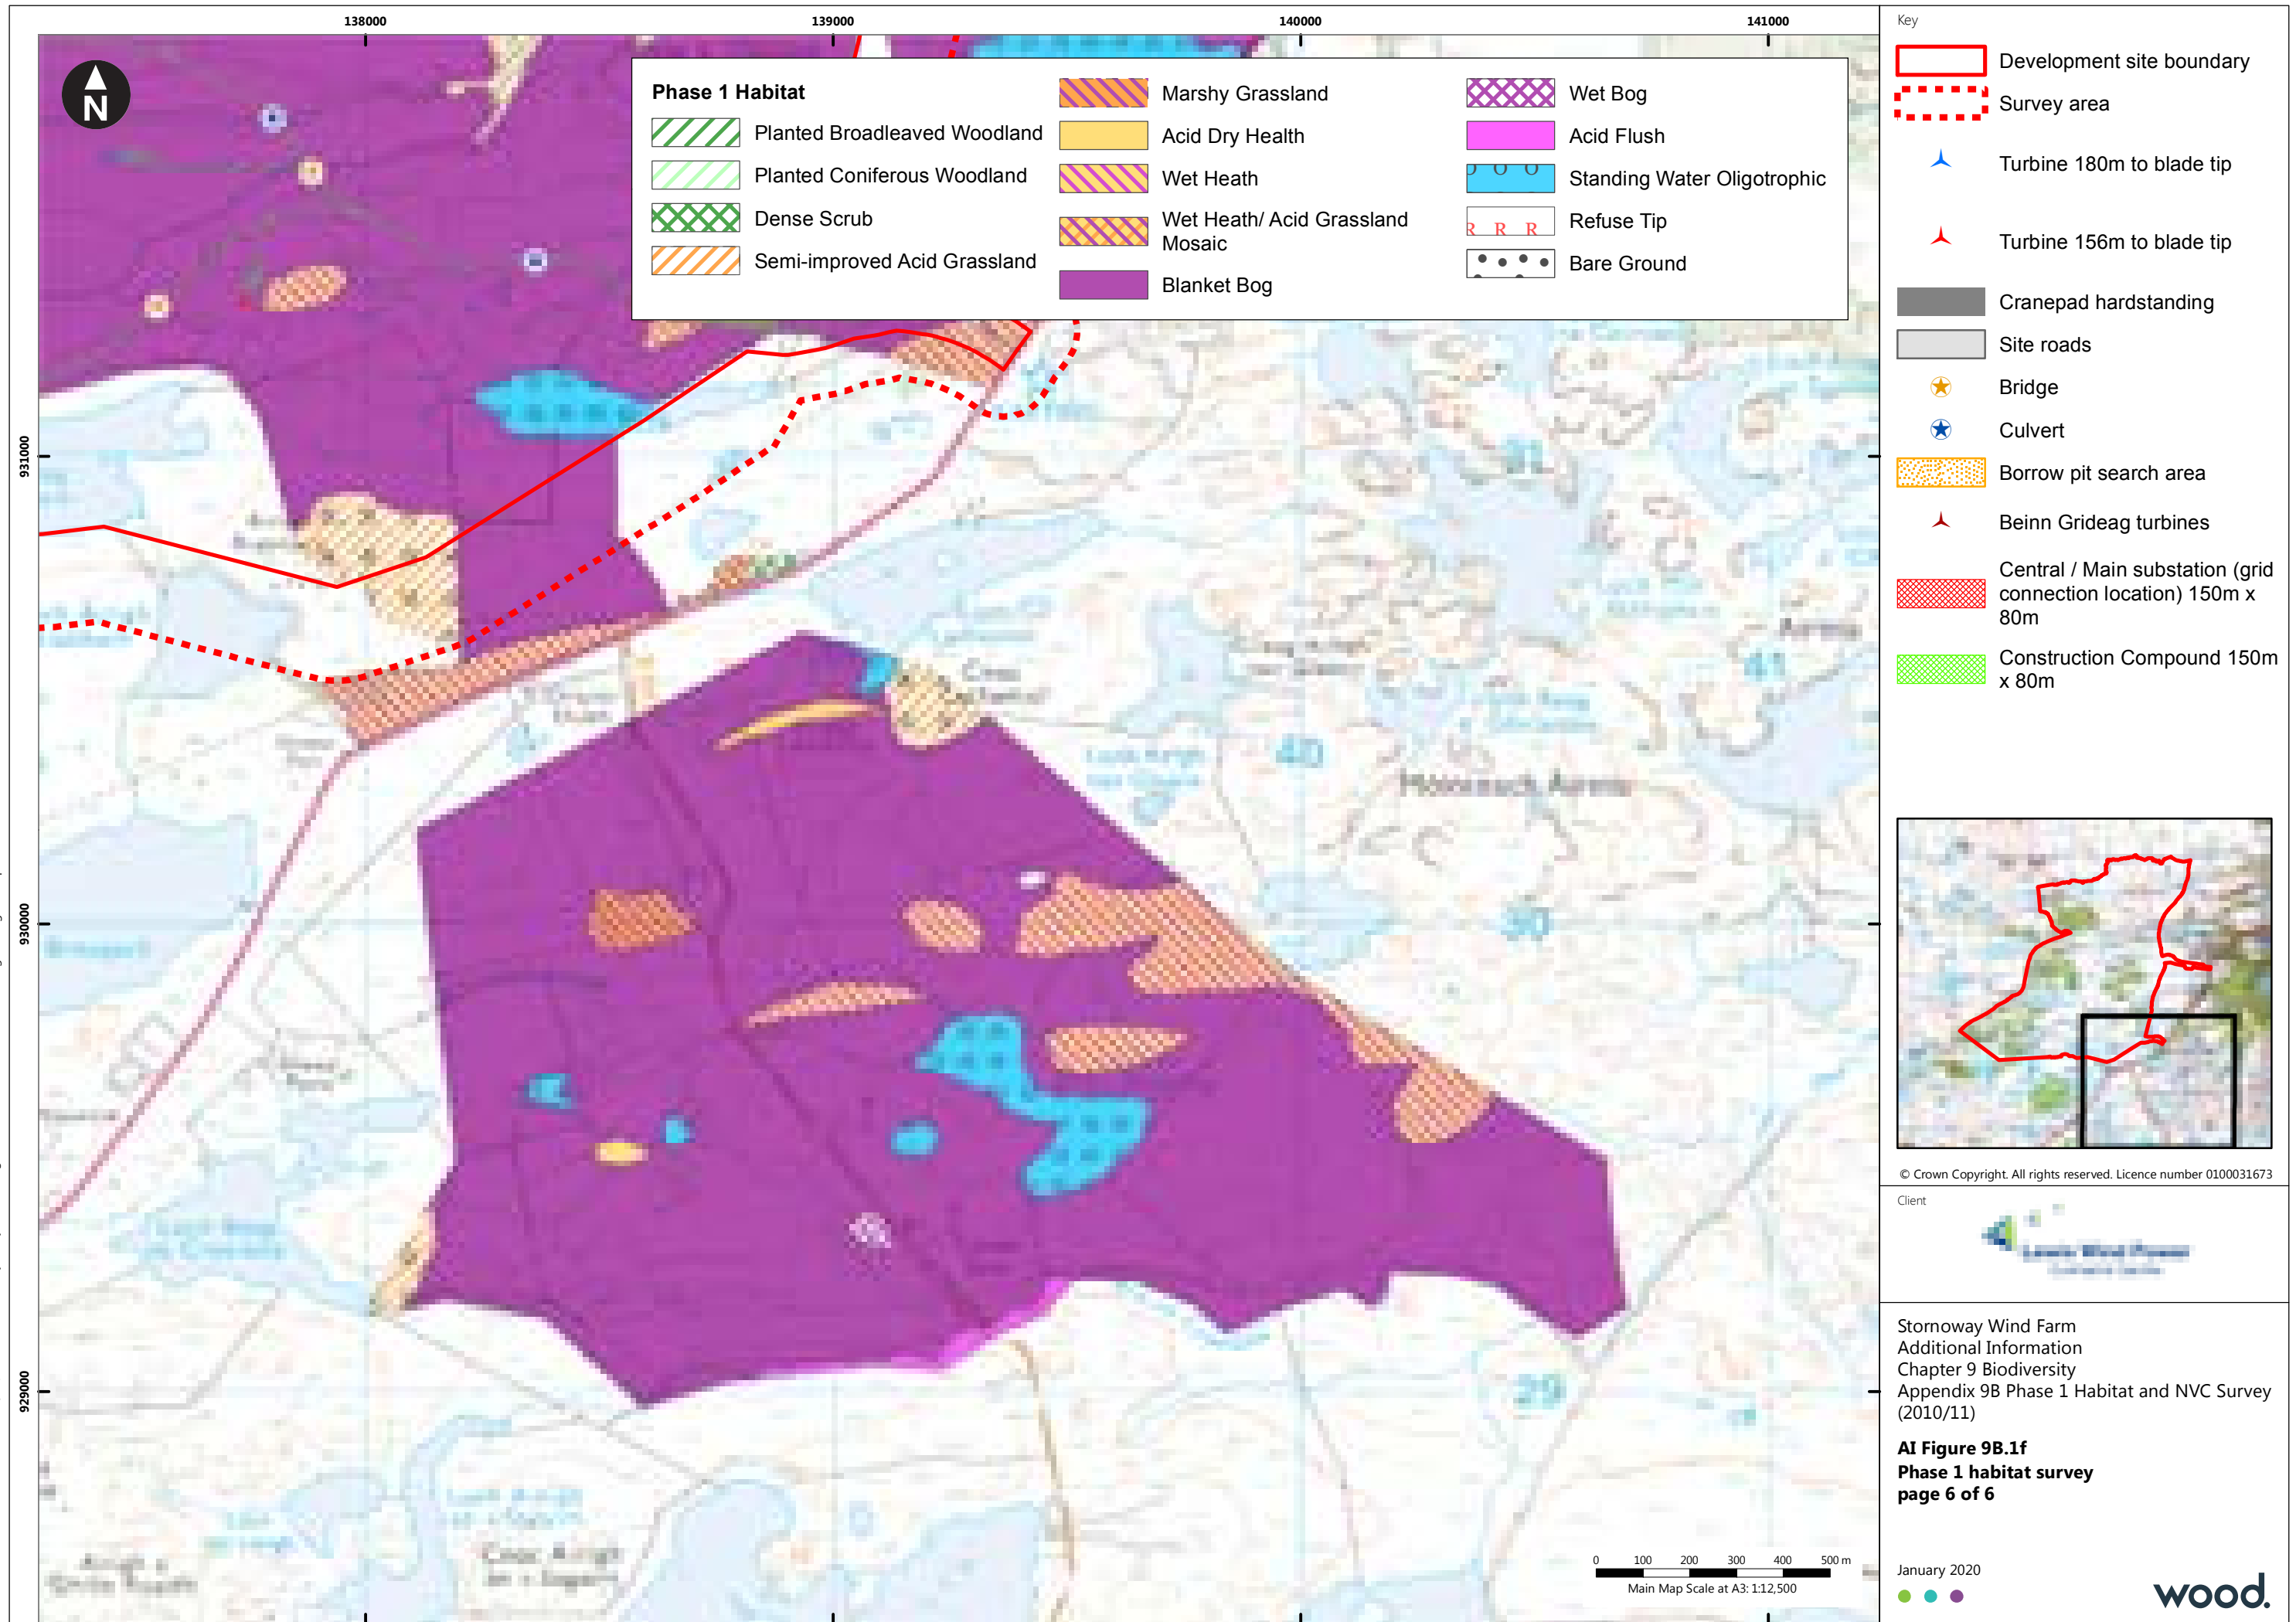 138000
139000
140000
141000
N
931000
930000
929000
Phase 1 Habitat
Planted Broadleaved Woodland
Planted Coniferous Woodland
Dense Scrub
Semi-improved Acid Grassland
Marshy Grassland
Acid Dry Health
Wet Heath
Wet Heath/ Acid Grassland
Mosaic
Blanket Bog
Wet Bog
Acid Flush
O O
Standing Water Oligotrophic
R R R
Refuse Tip
Bare Ground
40
29
0 100 200 300 400 500 m
Main Map Scale at A3: 1:12,500
Key
Development site boundary
Survey area
Turbine 180m to blade tip
Turbine 156m to blade tip
Cranepad hardstanding
Site roads
Bridge
Culvert
Borrow pit search area
Beinn Grideag turbines
Central / Main substation (grid
connection location) 150m x
80m
Construction Compound 150m
x 80m
© Crown Copyright. All rights reserved. Licence number 0100031673
Client
Lewis Wind Power
Stornoway Wind Farm
Additional Information
Chapter 9 Biodiversity
Appendix 9B Phase 1 Habitat and NVC Survey
(2010/11)
AI Figure 9B.1f
Phase 1 habitat survey
page 6 of 6
January 2020
wood.